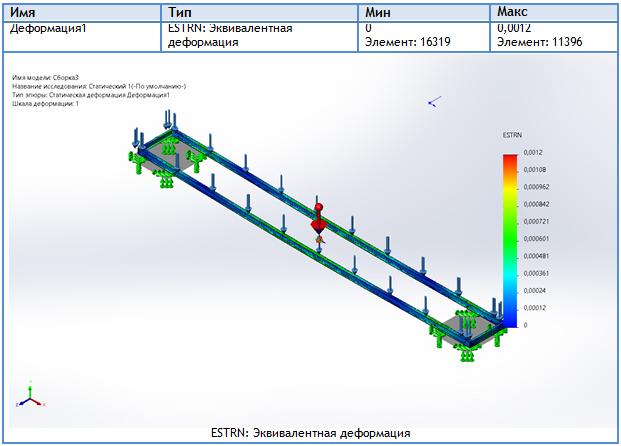 Имя Тип Мин Макс
Деформация1 ESTRN: Эквивалентная деформация 0 Элемент: 16319 0,0012 Элемент: 11396
Имя модели: Сборка3
Название исследования: Статический 1(-По умолчанию-)
Тип эпюры: Статическая деформация Деформация1
Шкала деформации: 1
ESTRN
0,0012
0,00108
0,000962
0,000842
0,000721
0,000601
0,000481
0,000361
0,00024
0,00012
0
ESTRN: Эквивалентная деформация